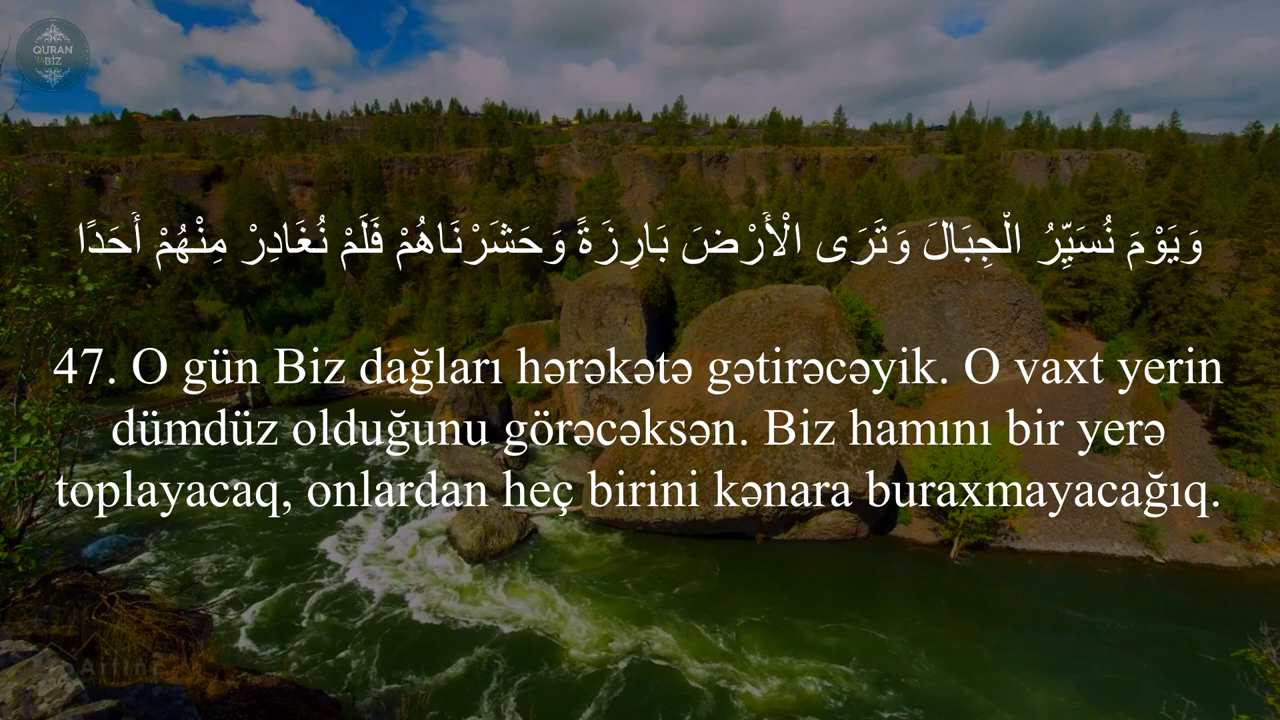 QURAN
BİZ
وَيَوْمَ نُسَيِّرُ الْجِبَالَ وَتَرَى الْأَرْضَ بَارِزَةً وَحَشَرْنَاهُمْ فَلَمْ نُغَادِرْ مِنْهُمْ أَحَدًا
47. O gün Biz dağları hərəkətə gətirəcəyik. O vaxt yerin
dümdüz olduğunu görəcəksən. Biz hamını bir yerə
toplayacaq, onlardan heç birini kənara buraxmayacağıq.